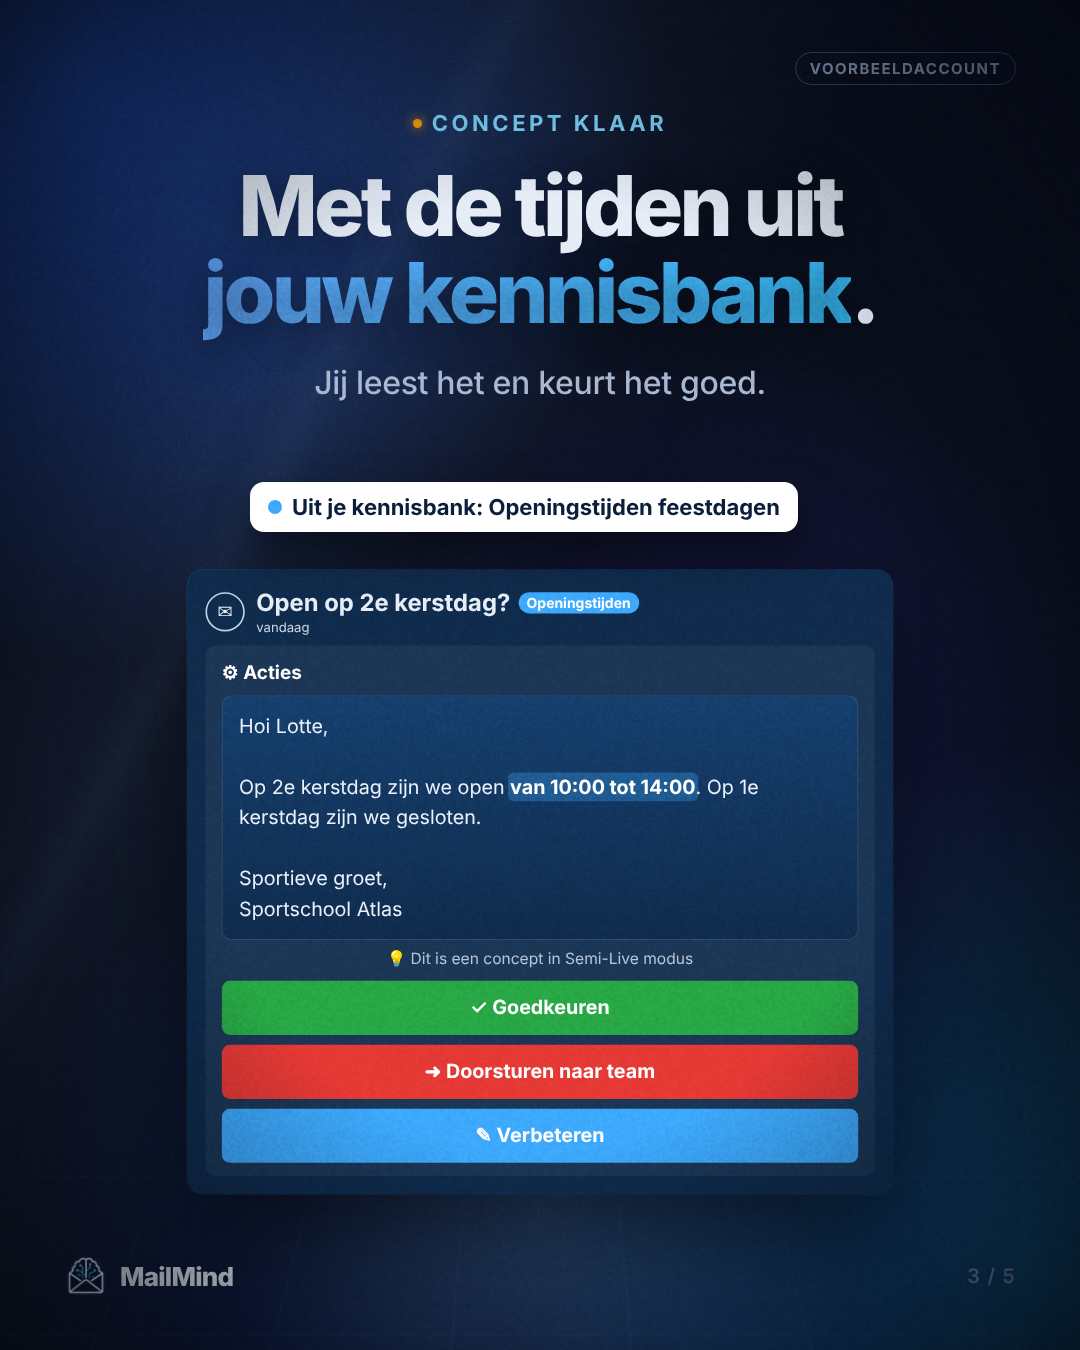 VOORBEELDACCOUNT
CONCEPT KLAAR
Met de tijden uit
jouw kennisbank.
Jij leest het en keurt het goed.
Uit je kennisbank: Openingstijden feestdagen
Open op 2e kerstdag? Openingstijden
vandaag
⚙ Acties
Hoi Lotte,
Op 2e kerstdag zijn we open van 10:00 tot 14:00. Op 1e
kerstdag zijn we gesloten.
Sportieve groet,
Sportschool Atlas
💡 Dit is een concept in Semi-Live modus
✓ Goedkeuren
➜ Doorsturen naar team
✎ Verbeteren
MailMind
3 / 5